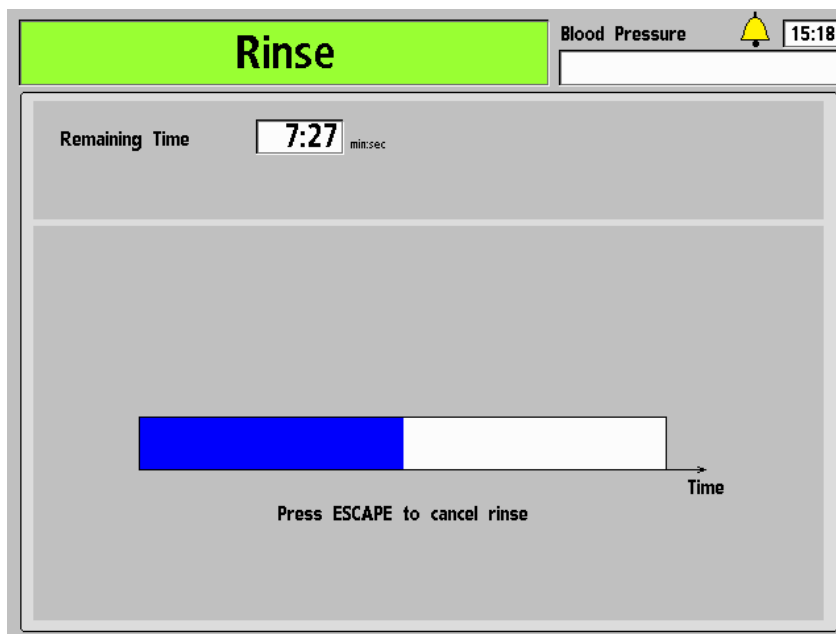 Rinse
Blood Pressure
15:18
Remaining Time 7:27 min:sec
Time
Press ESCAPE to cancel rinse